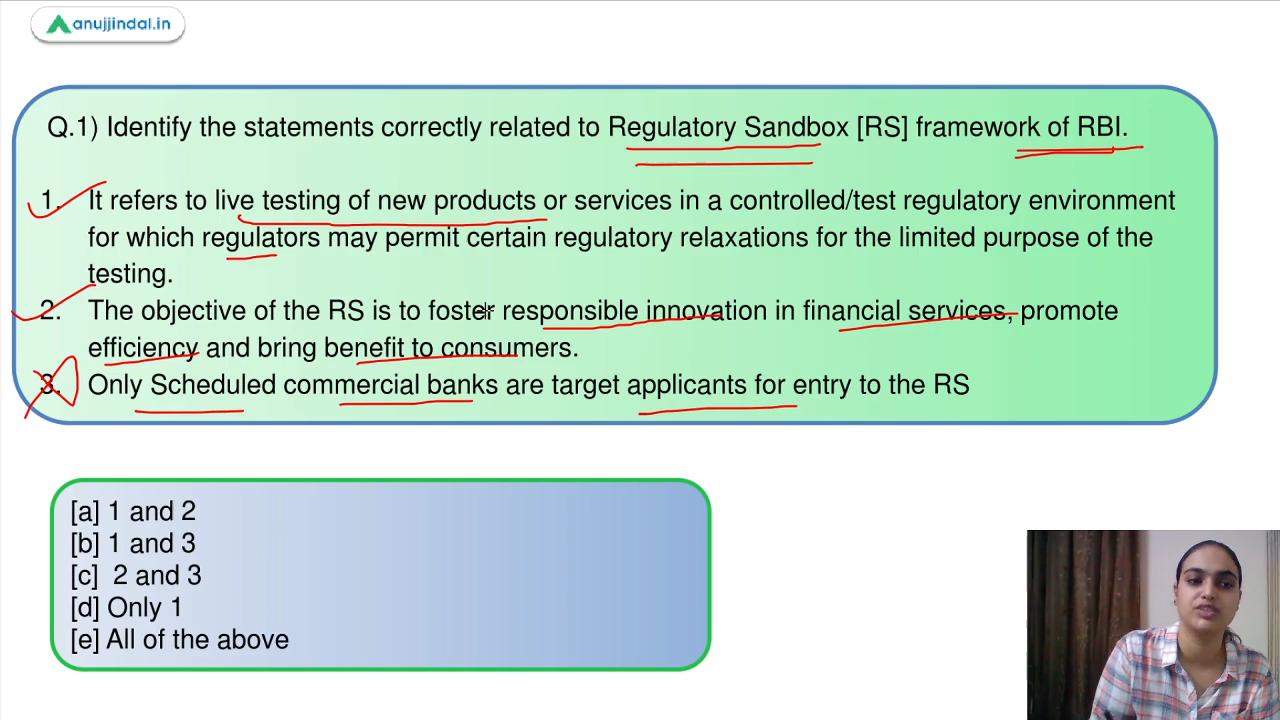 anujjindal.in
Q.1) Identify the statements correctly related to Regulatory Sandbox [RS] framework of RBI.
1. It refers to live testing of new products or services in a controlled/test regulatory environment
for which regulators may permit certain regulatory relaxations for the limited purpose of the
testing.
2. The objective of the RS is to foster responsible innovation in financial services, promote
efficiency and bring benefit to consumers.
3. Only Scheduled commercial banks are target applicants for entry to the RS
[a] 1 and 2
[b] 1 and 3
[c] 2 and 3
[d] Only 1
[e] All of the above